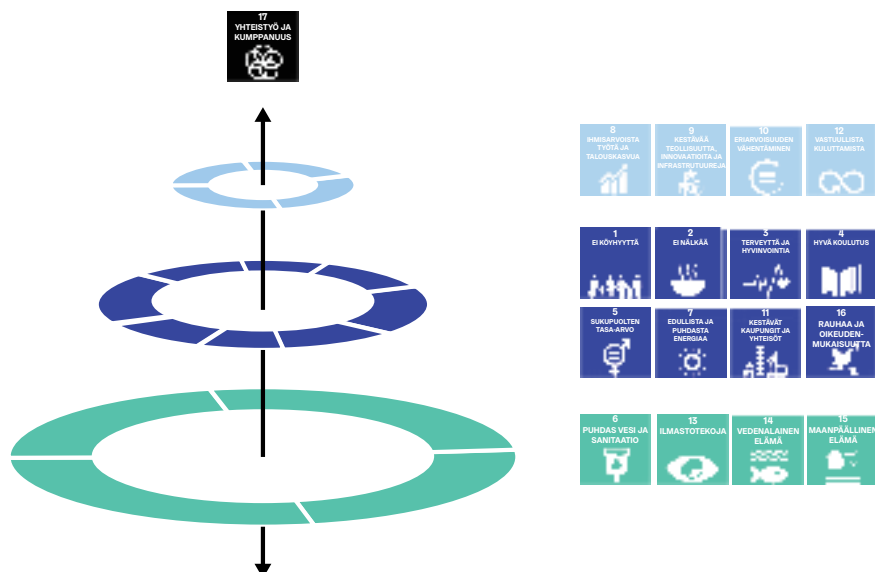 17
YHTEISTYÖ JA
KUMPPANUUS
8
IHMISARVOISTA
TYÖTÄ JA
TALOUSKASVUA
9
KESTÄVÄÄ
TEOLLISUUTTA,
INNOVAATIOITA JA
INFRASTRUTUUREJA
10
ERIARVOISUUDEN
VÄHENTÄMINEN
12
VASTUULLISTA
KULUTTAMISTA
1
EI KÖYHYYTTÄ
2
EI NÄLKÄÄ
3
TERVEYTTÄ JA
HYVINVOINTIA
4
HYVÄ KOULUTUS
5
SUKUPUOLTEN
TASA-ARVO
7
EDULLISTA JA
PUHDASTA
ENERGIAA
11
KESTÄVÄT
KAUPUNGIT JA
YHTEISÖT
16
RAUHAA JA
OIKEUDEN-
MUKAISUUTTA
6
PUHDAS VESI JA
SANITAATIO
13
ILMASTOTEKOJA
14
VEDENALAINEN
ELÄMÄ
15
MAANPÄÄLLINEN
ELÄMÄ